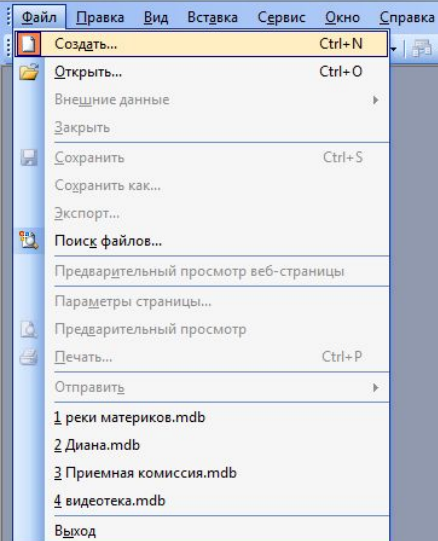 Файл Правка Вид Вставка Сервис Окно Справка
Создать... Ctrl+N
Открыть... Ctrl+O
Внешние данные
Закрыть
Сохранить Ctrl+S
Сохранить как...
Экспорт...
Поиск файлов...
Предварительный просмотр веб-страницы
Параметры страницы...
Предварительный просмотр
Печать... Ctrl+P
Отправить
1 реки материков.mdb
2 Диана.mdb
3 Приемная комиссия.mdb
4 видеотека.mdb
Выход